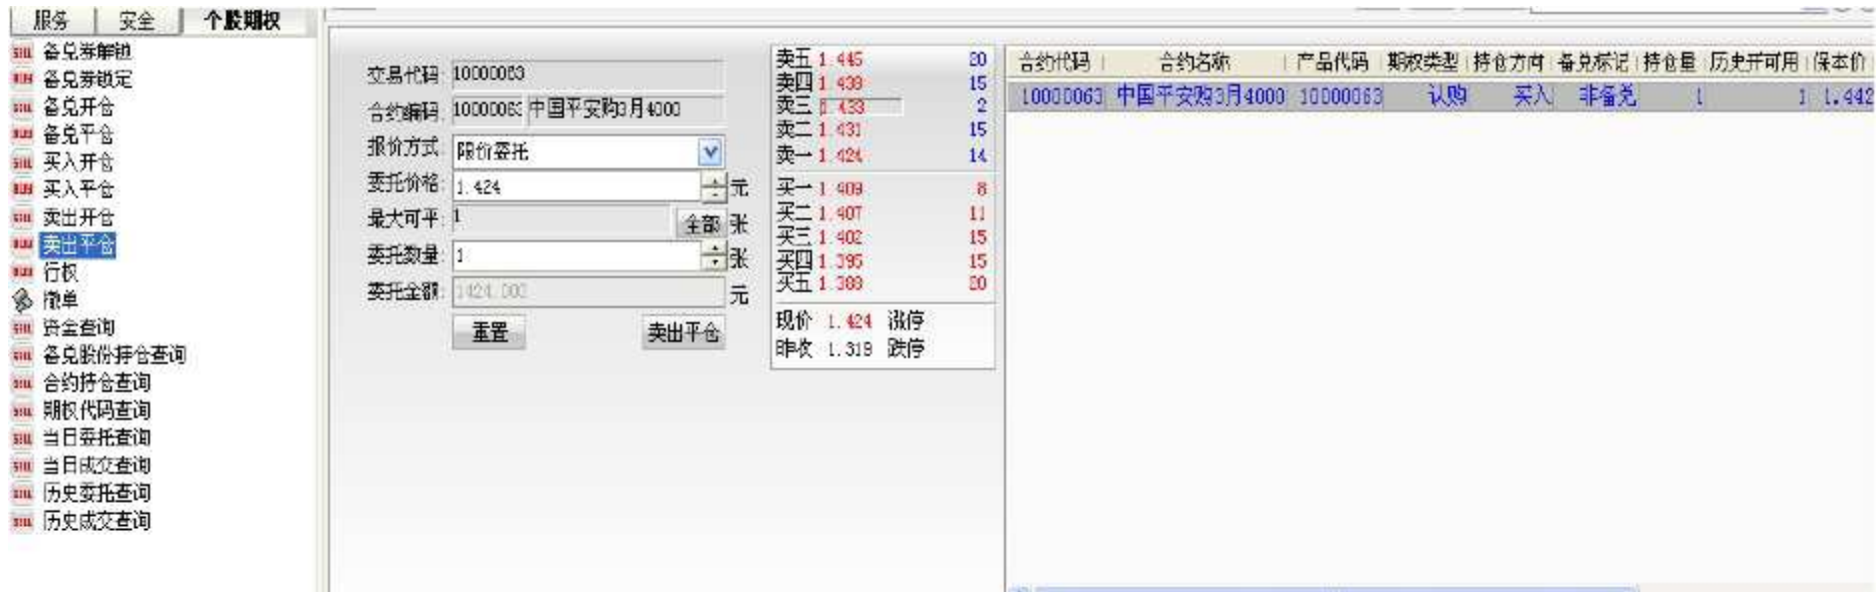 服务 安全 个股期权
备兑券解锁
备兑券锁定
备兑开仓
备兑平仓
买入开仓
买入平仓
卖出开仓
卖出平仓
行权
撤单
资金查询
备兑股份持仓查询
合约持仓查询
期权代码查询
当日委托查询
当日成交查询
历史委托查询
历史成交查询
交易代码: 10000063
合约编码: 10000063 中国平安购3月4000
报价方式: 限价委托
委托价格: 1.424 元
最大可平: 1 全部 张
委托数量: 1 张
委托金额: 1424.000 元
重置 卖出平仓
卖五 1.445 20
卖四 1.439 15
卖三 1.433 2
卖二 1.431 15
卖一 1.424 14
买一 1.409 8
买二 1.407 11
买三 1.402 15
买四 1.395 15
买五 1.388 20
现价 1.424 涨停
昨收 1.319 跌停
合约代码 合约名称 产品代码 期权类型 持仓方向 备兑标记 持仓量 历史开可用 保本价
10000063 中国平安购3月4000 10000063 认购 买入 非备兑 1 1 1.442